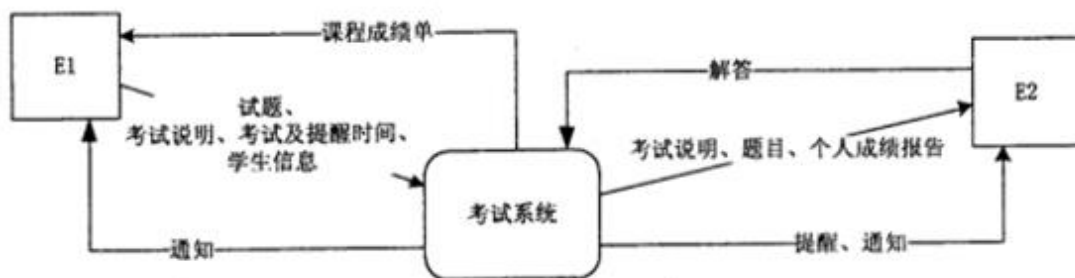 课程成绩单
E1
解答
E2
试题、
考试说明、考试及提醒时间、
学生信息
考试说明、题目、个人成绩报告
考试系统
通知
提醒、通知